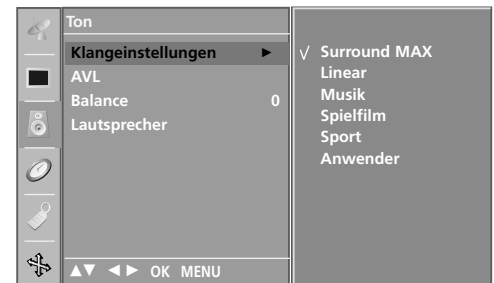 Ton
Klangeinstellungen ►
AVL
Balance 0
Lautsprecher
▲▼ ◄► OK MENU
√ Surround MAX
Linear
Musik
Spielfilm
Sport
Anwender